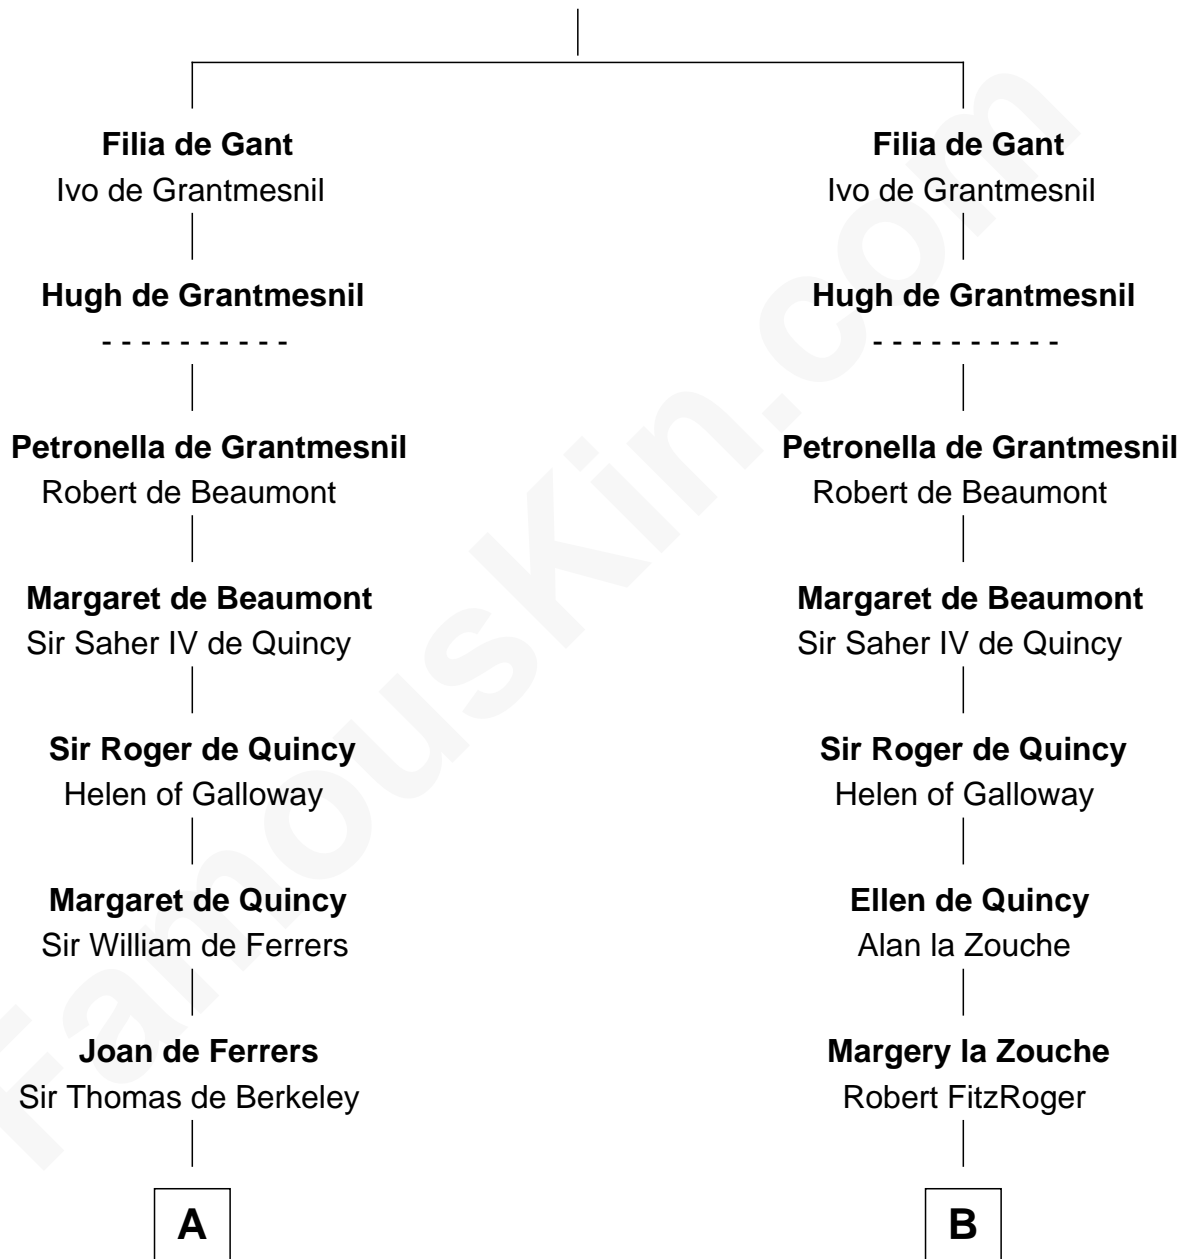 Filia de Gant
Ivo de Grantmesnil
Hugh de Grantmesnil
- - - - - - - - - -
Petronella de Grantmesnil
Robert de Beaumont
Margaret de Beaumont
Sir Saher IV de Quincy
Sir Roger de Quincy
Helen of Galloway
Margaret de Quincy
Sir William de Ferrers
Joan de Ferrers
Sir Thomas de Berkeley
A
Filia de Gant
Ivo de Grantmesnil
Hugh de Grantmesnil
- - - - - - - - - -
Petronella de Grantmesnil
Robert de Beaumont
Margaret de Beaumont
Sir Saher IV de Quincy
Sir Roger de Quincy
Helen of Galloway
Ellen de Quincy
Alan la Zouche
Margery la Zouche
Robert FitzRoger
B
FamousKin.com